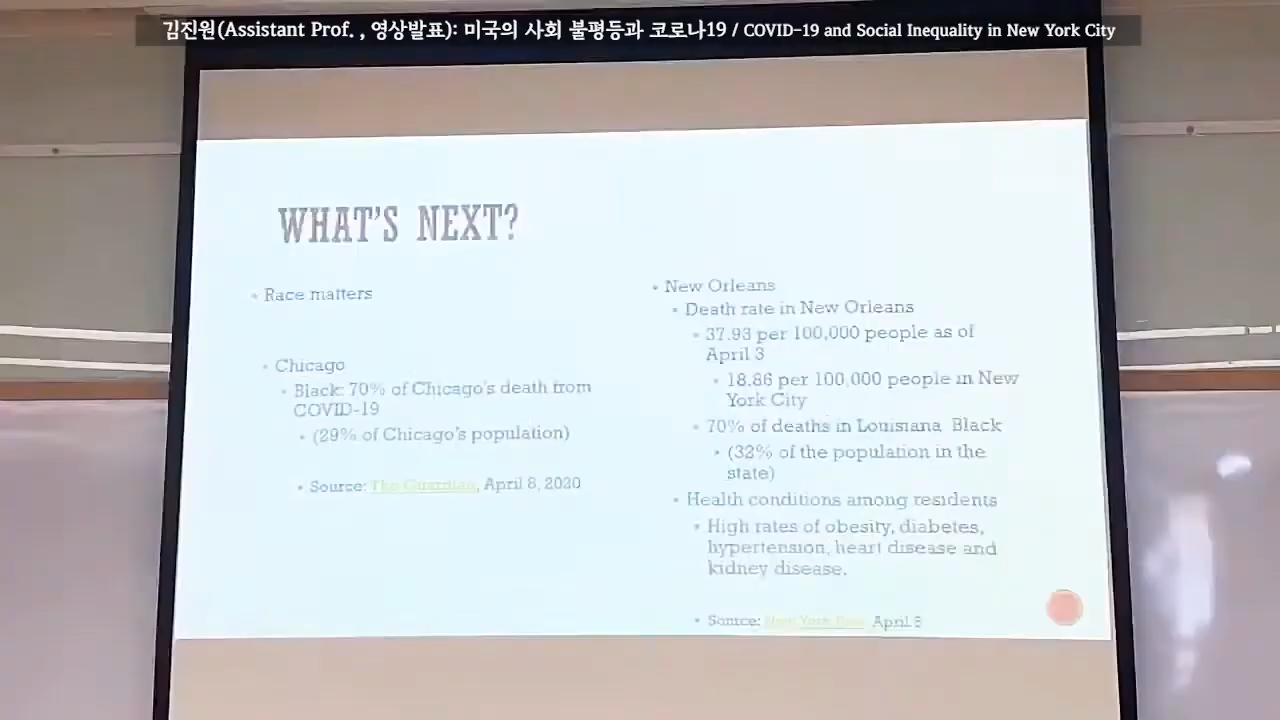 김진원(Assistant Prof. , 영상발표): 미국의 사회 불평등과 코로나19 / COVID-19 and Social Inequality in New York City
WHAT'S NEXT?
Race matters
Chicago
Black: 70% of Chicago's death from
COVID-19
(29% of Chicago's population)
Source: The Guardian, April 8, 2020
New Orleans
Death rate in New Orleans
37.93 per 100,000 people as of
April 3
18.86 per 100,000 people in New
York City
70% of deaths in Louisiana Black
(32% of the population in the
state)
Health conditions among residents
High rates of obesity, diabetes,
hypertension, heart disease and
kidney disease.
Source: New York April 8